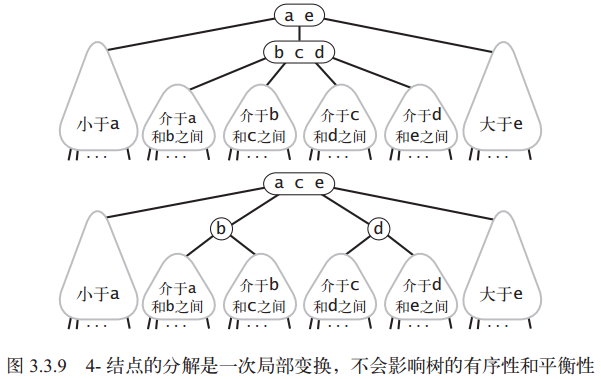 a e
b c d
小于a
介于a
和b之间
介于b
和c之间
介于c
和d之间
介于d
和e之间
大于e
a c e
b
d
小于a
介于a
和b之间
介于b
和c之间
介于c
和d之间
介于d
和e之间
大于e
图 3.3.9 4- 结点的分解是一次局部变换，不会影响树的有序性和平衡性